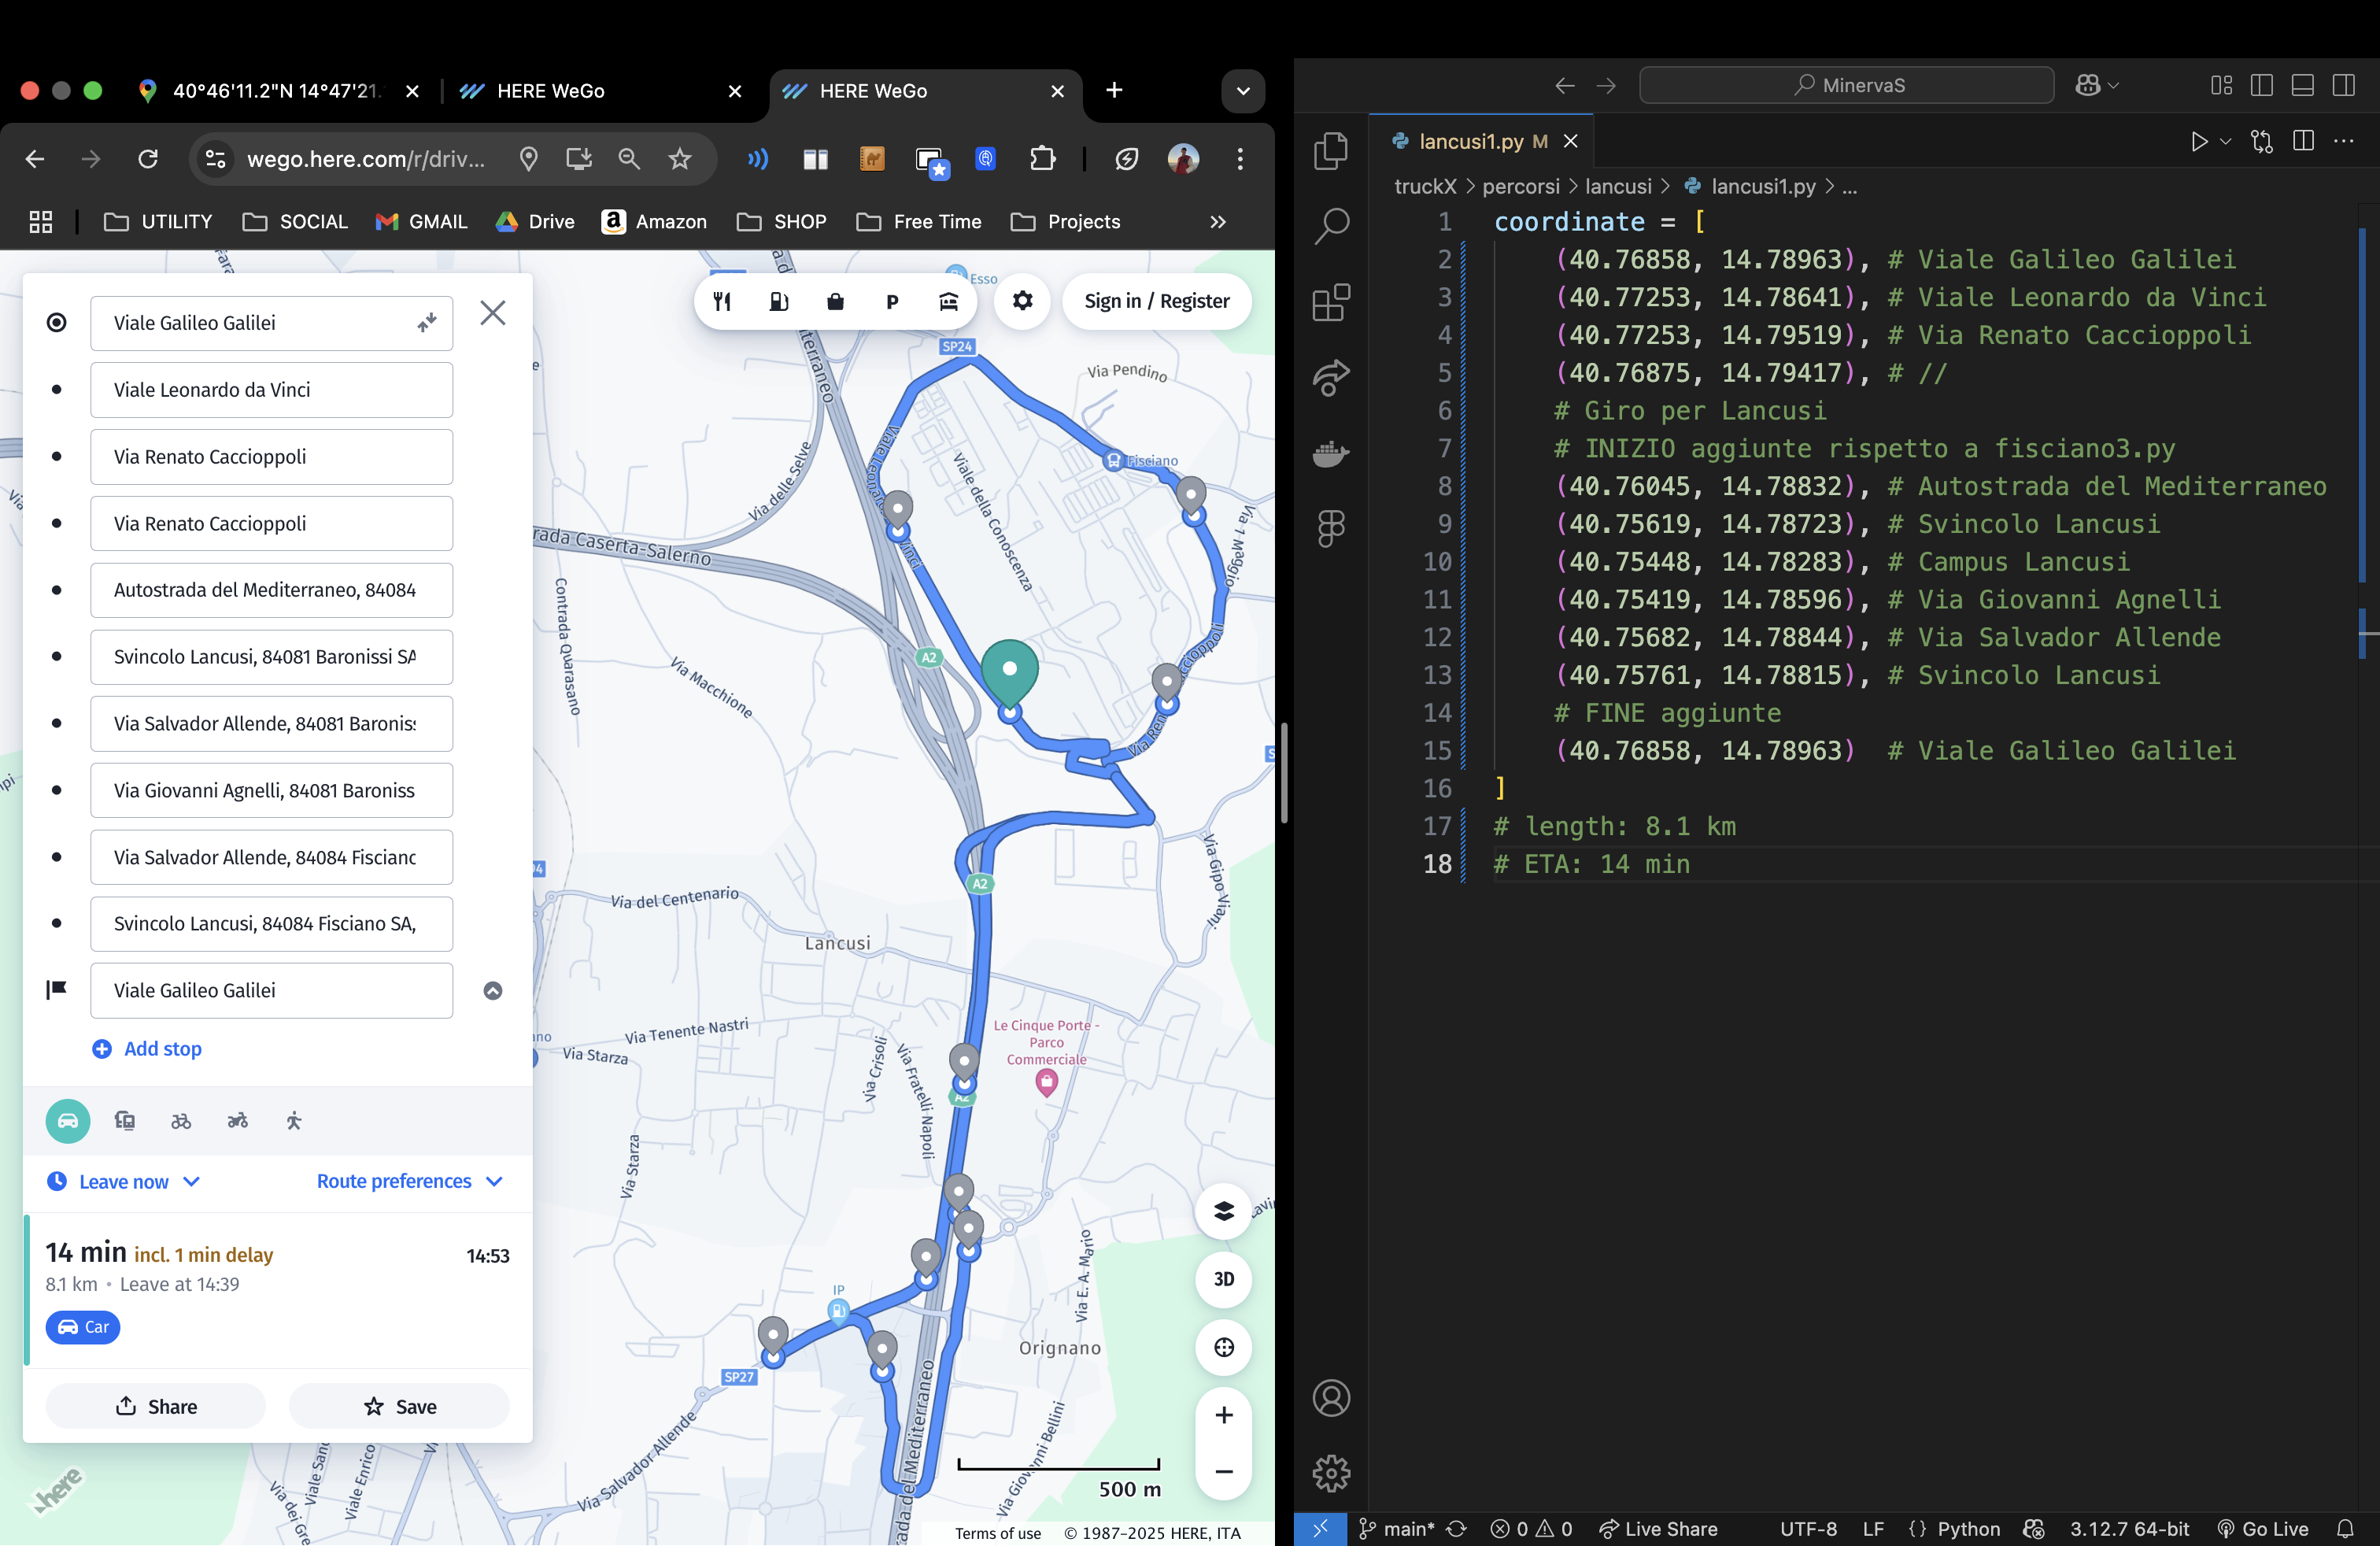 40°46'11.2"N 14°47'21.
HERE WeGo
HERE WeGo
wego.here.com/r/driv...
UTILITY
SOCIAL
GMAIL
Drive
Amazon
SHOP
Free Time
Projects
Viale Galileo Galilei
Viale Leonardo da Vinci
Via Renato Caccioppoli
Via Renato Caccioppoli
Autostrada del Mediterraneo, 84084
Svincolo Lancusi, 84081 Baronissi SA
Via Salvador Allende, 84081 Baronis
Via Giovanni Agnelli, 84081 Baroniss
Via Salvador Allende, 84084 Fisciano
Svincolo Lancusi, 84084 Fisciano SA,
Viale Galileo Galilei
Add stop
Leave now
Route preferences
14 min incl. 1 min delay
14:53
8.1 km • Leave at 14:39
Car
Share
Save
here
Esso
P
Sign in / Register
SP24
Via Pendino
Fisciano
Via delle Selve
Viale della Conoscenza
Via 1 Maggio
rada Caserta-Salerno
Contrada Quarasano
Via Macchione
A2
A2
Via Gipo Viani
Via del Centenario
Lancusi
Le Cinque Porte -
Parco
Commerciale
Via Tenente Nastri
Via Starza
Via Crisoli
Via Fratelli Napoli
A2
Via Starza
IP
SP27
Via E. A. Mario
Orignano
Via Salvador Allende
rada del Mediterraneo
Via Giovanni Bellini
3D
500 m
Terms of use © 1987–2025 HERE, ITA
MinervaS
lancusi1.py M
truckX > percorsi > lancusi > lancusi1.py > ...
1 coordinate = [
2 (40.76858, 14.78963), # Viale Galileo Galilei
3 (40.77253, 14.78641), # Viale Leonardo da Vinci
4 (40.77253, 14.79519), # Via Renato Caccioppoli
5 (40.76875, 14.79417), # //
6 # Giro per Lancusi
7 # INIZIO aggiunte rispetto a fisciano3.py
8 (40.76045, 14.78832), # Autostrada del Mediterraneo
9 (40.75619, 14.78723), # Svincolo Lancusi
10 (40.75448, 14.78283), # Campus Lancusi
11 (40.75419, 14.78596), # Via Giovanni Agnelli
12 (40.75682, 14.78844), # Via Salvador Allende
13 (40.75761, 14.78815), # Svincolo Lancusi
14 # FINE aggiunte
15 (40.76858, 14.78963) # Viale Galileo Galilei
16 ]
17 # length: 8.1 km
18 # ETA: 14 min
main* 0 0 Live Share UTF-8 LF {} Python 3.12.7 64-bit Go Live